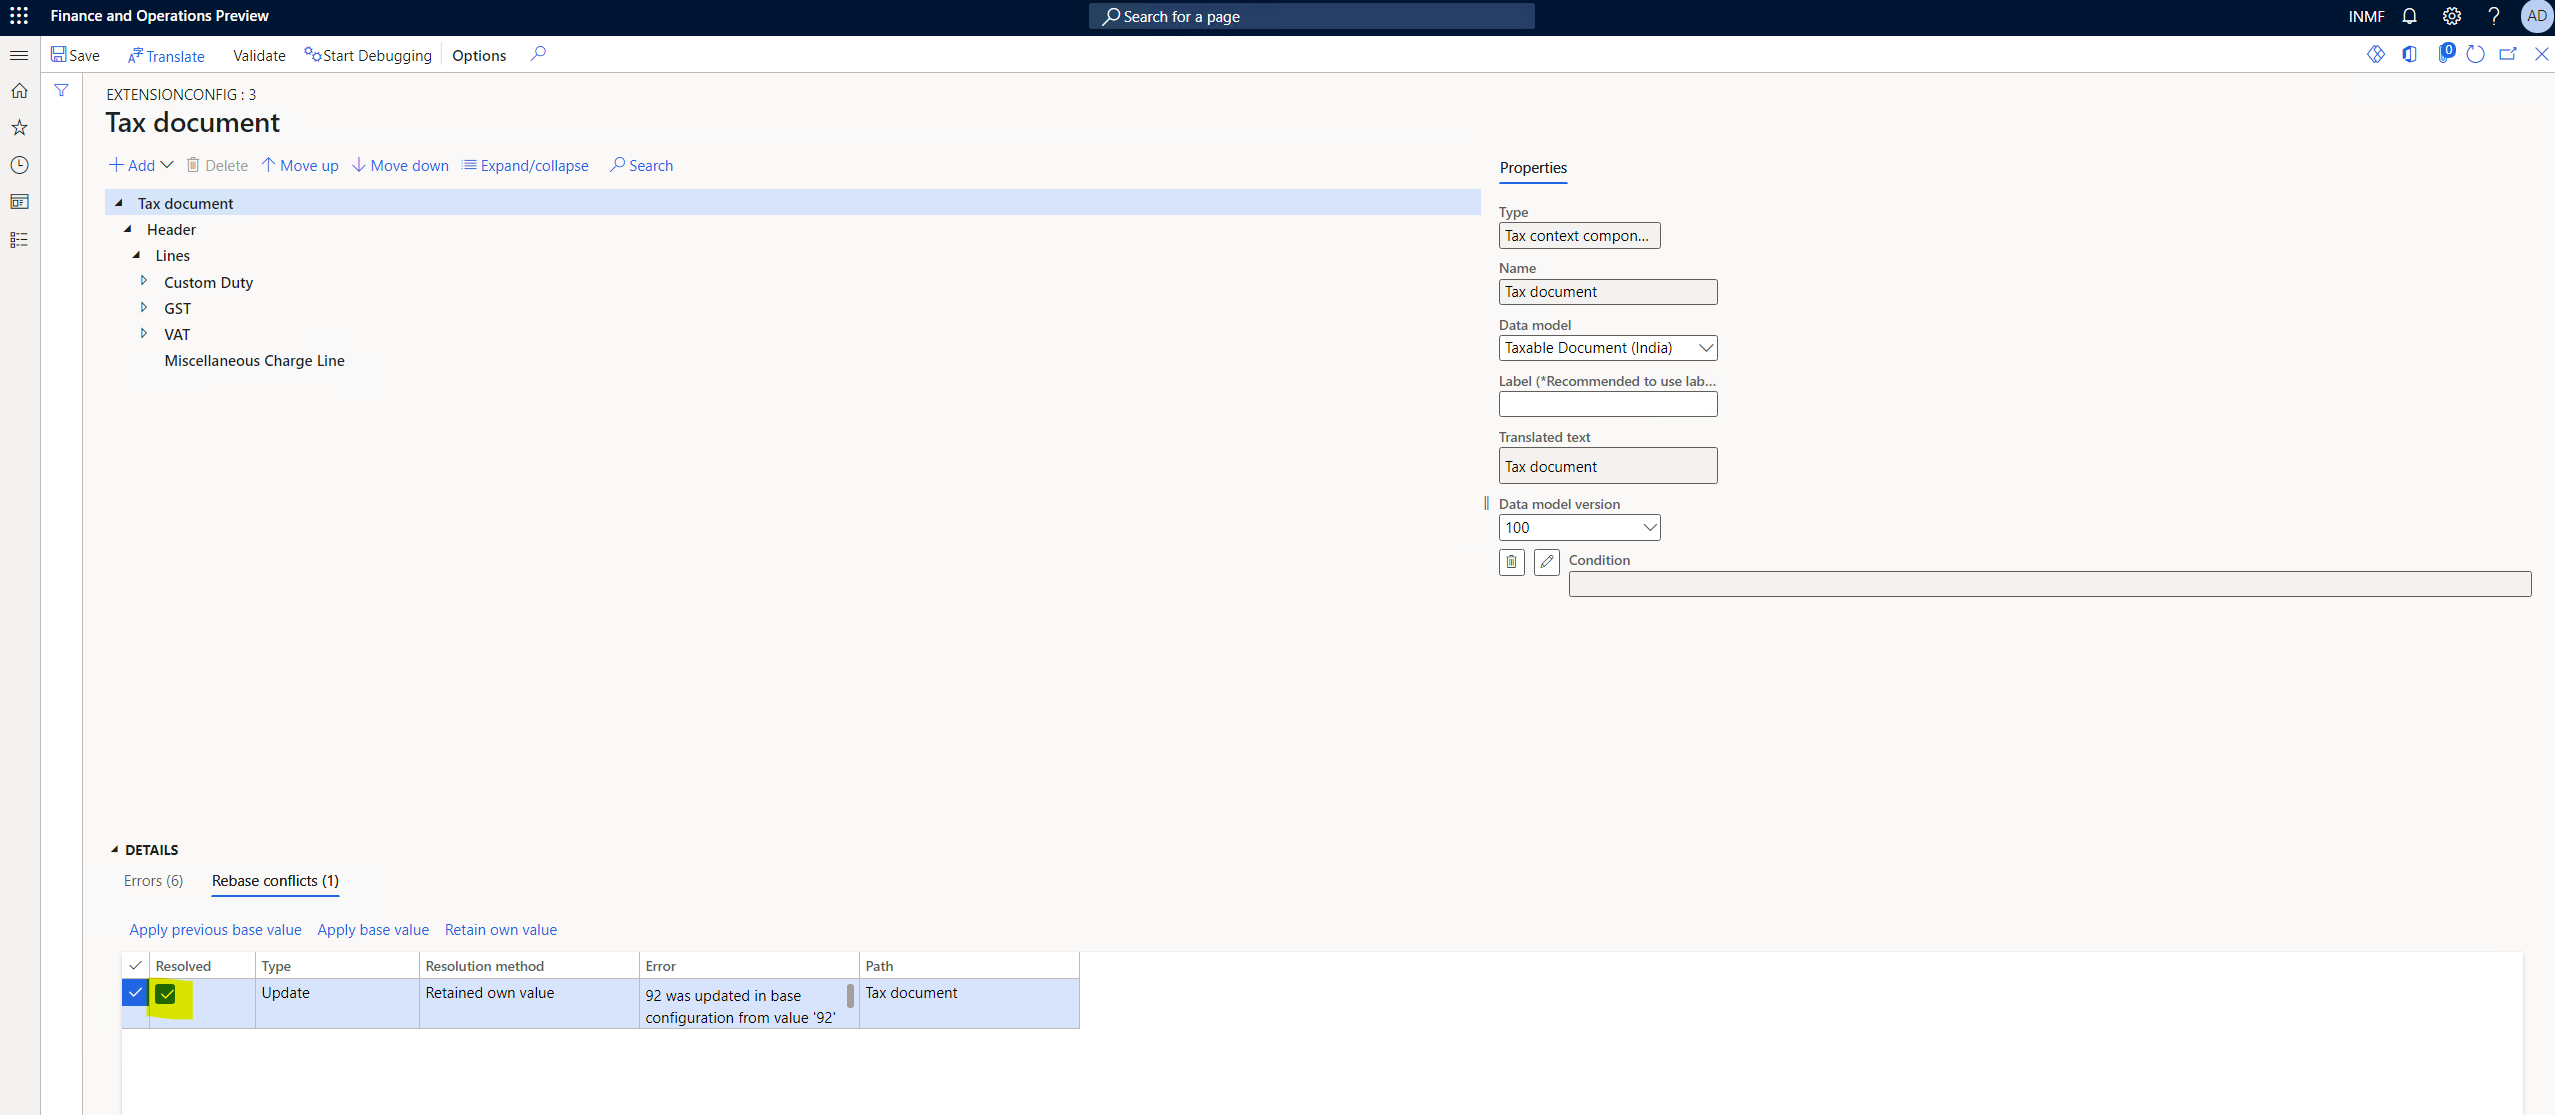 Finance and Operations Preview
Search for a page
INMF
AD
Save
Translate
Validate
Start Debugging
Options
0
EXTENSIONCONFIG : 3
Tax document
Add
Delete
Move up
Move down
Expand/collapse
Search
Tax document
Header
Lines
Custom Duty
GST
VAT
Miscellaneous Charge Line
Properties
Type
Tax context compon...
Name
Tax document
Data model
Taxable Document (India)
Label (*Recommended to use lab...
Translated text
Tax document
Data model version
100
Condition
DETAILS
Errors (6)
Rebase conflicts (1)
Apply previous base value
Apply base value
Retain own value
Resolved
Type
Resolution method
Error
Path
Update
Retained own value
92 was updated in base
configuration from value '92'
Tax document